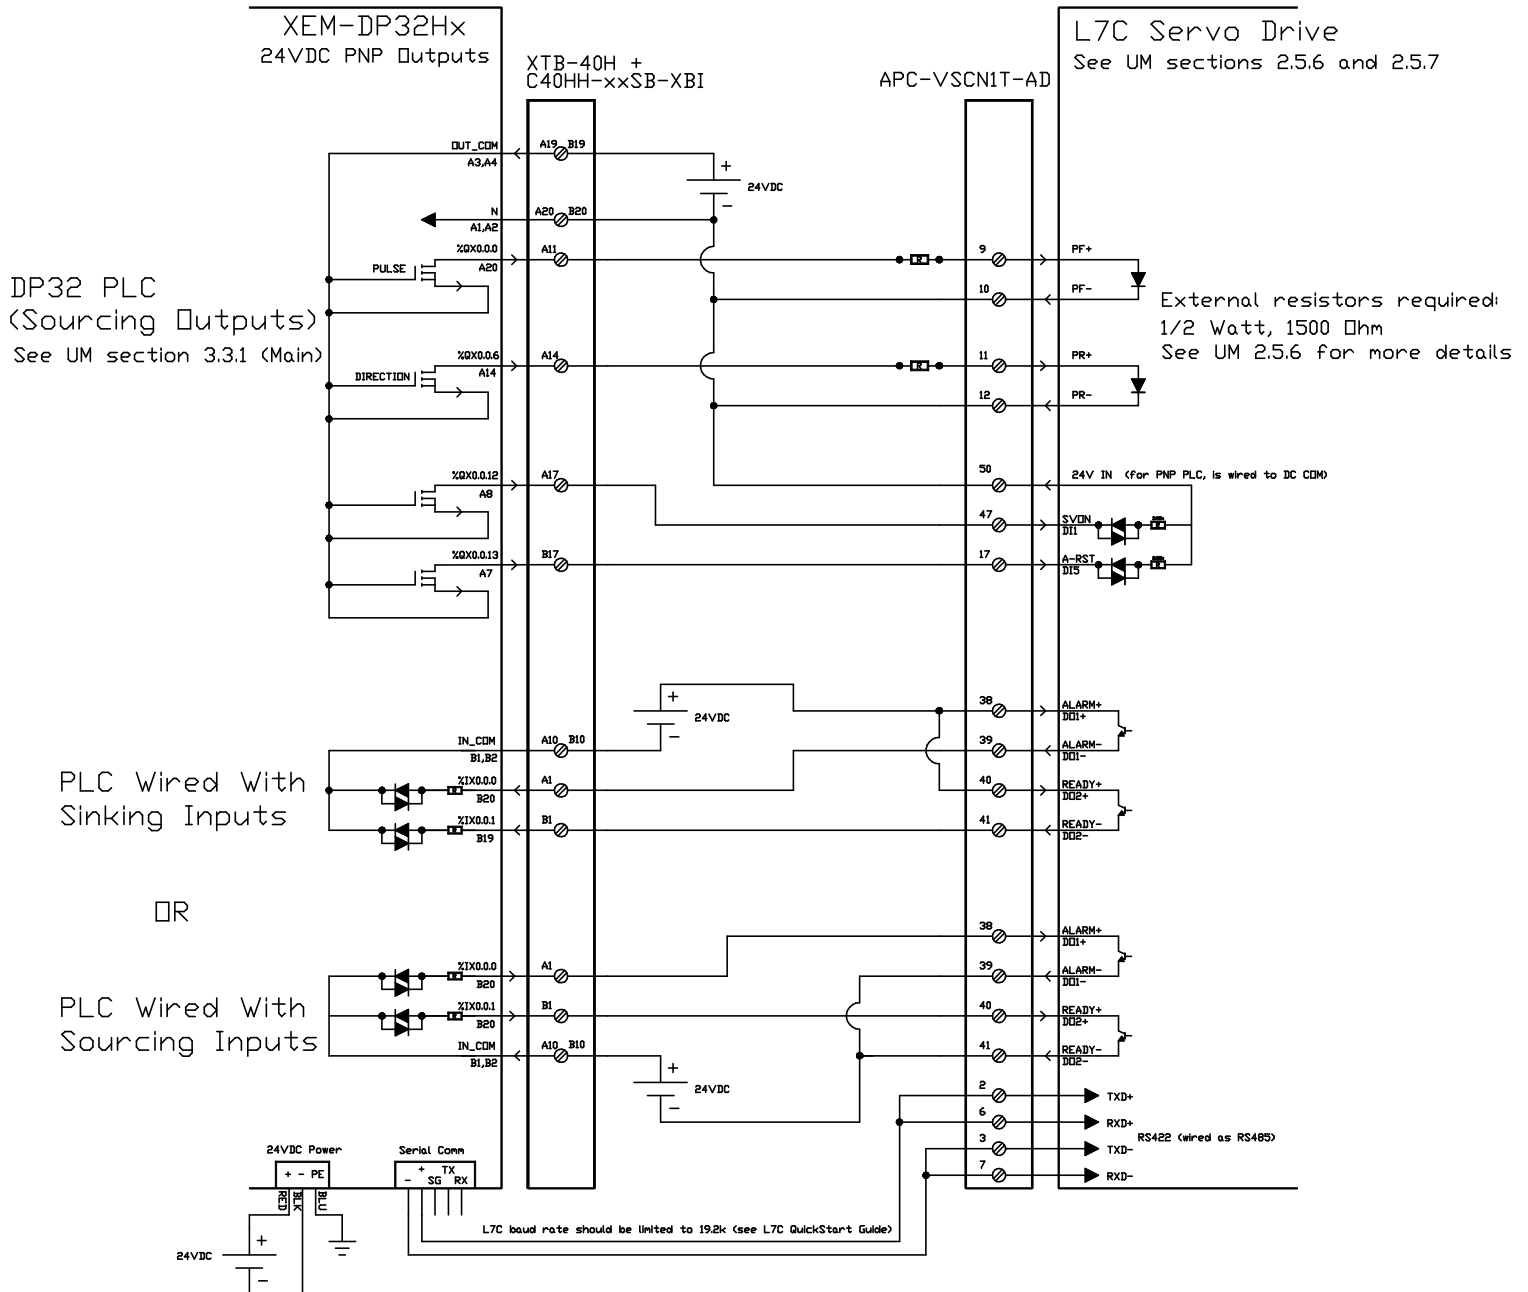 XEM-DP32Hx
24VDC PNP Outputs
XTB-40H +
C40HH-xxSB-XBI
APC-VSCN1T-AD
L7C Servo Drive
See UM sections 2.5.6 and 2.5.7
OUT_COM
A3,A4
A19 B19
+
24VDC
-
N
A1,A2
A20 B20
%QX0.0.0
A20
PULSE
A11
R
9
PF+
10
PF-
DP32 PLC
(Sourcing Outputs)
See UM section 3.3.1 (Main)
External resistors required:
1/2 Watt, 1500 Ohm
See UM 2.5.6 for more details
%QX0.0.6
A14
DIRECTION
A14
R
11
PR+
12
PR-
%QX0.0.12
A8
A17
50
24V IN (for PNP PLC, is wired to DC COM)
47
SVON
DI1
%QX0.0.13
A7
B17
17
A-RST
DI5
+
24VDC
-
38
ALARM+
DO1+
IN_COM
B1,B2
A10 B10
39
ALARM-
DO1-
PLC Wired With
Sinking Inputs
R
%IX0.0.0
B20
A1
40
READY+
DO2+
R
%IX0.0.1
B19
B1
41
READY-
DO2-
OR
38
ALARM+
DO1+
R
%IX0.0.0
B20
A1
39
ALARM-
DO1-
PLC Wired With
Sourcing Inputs
R
%IX0.0.1
B20
B1
40
READY+
DO2+
IN_COM
B1,B2
A10 B10
41
READY-
DO2-
+
24VDC
-
2
TXD+
6
RXD+
RS422 (wired as RS485)
3
TXD-
7
RXD-
24VDC Power
+ - PE
RED
BLK
BLU
Serial Comm
+ TX
- SG RX
L7C baud rate should be limited to 19.2k (see L7C QuickStart Guide)
+
24VDC
-